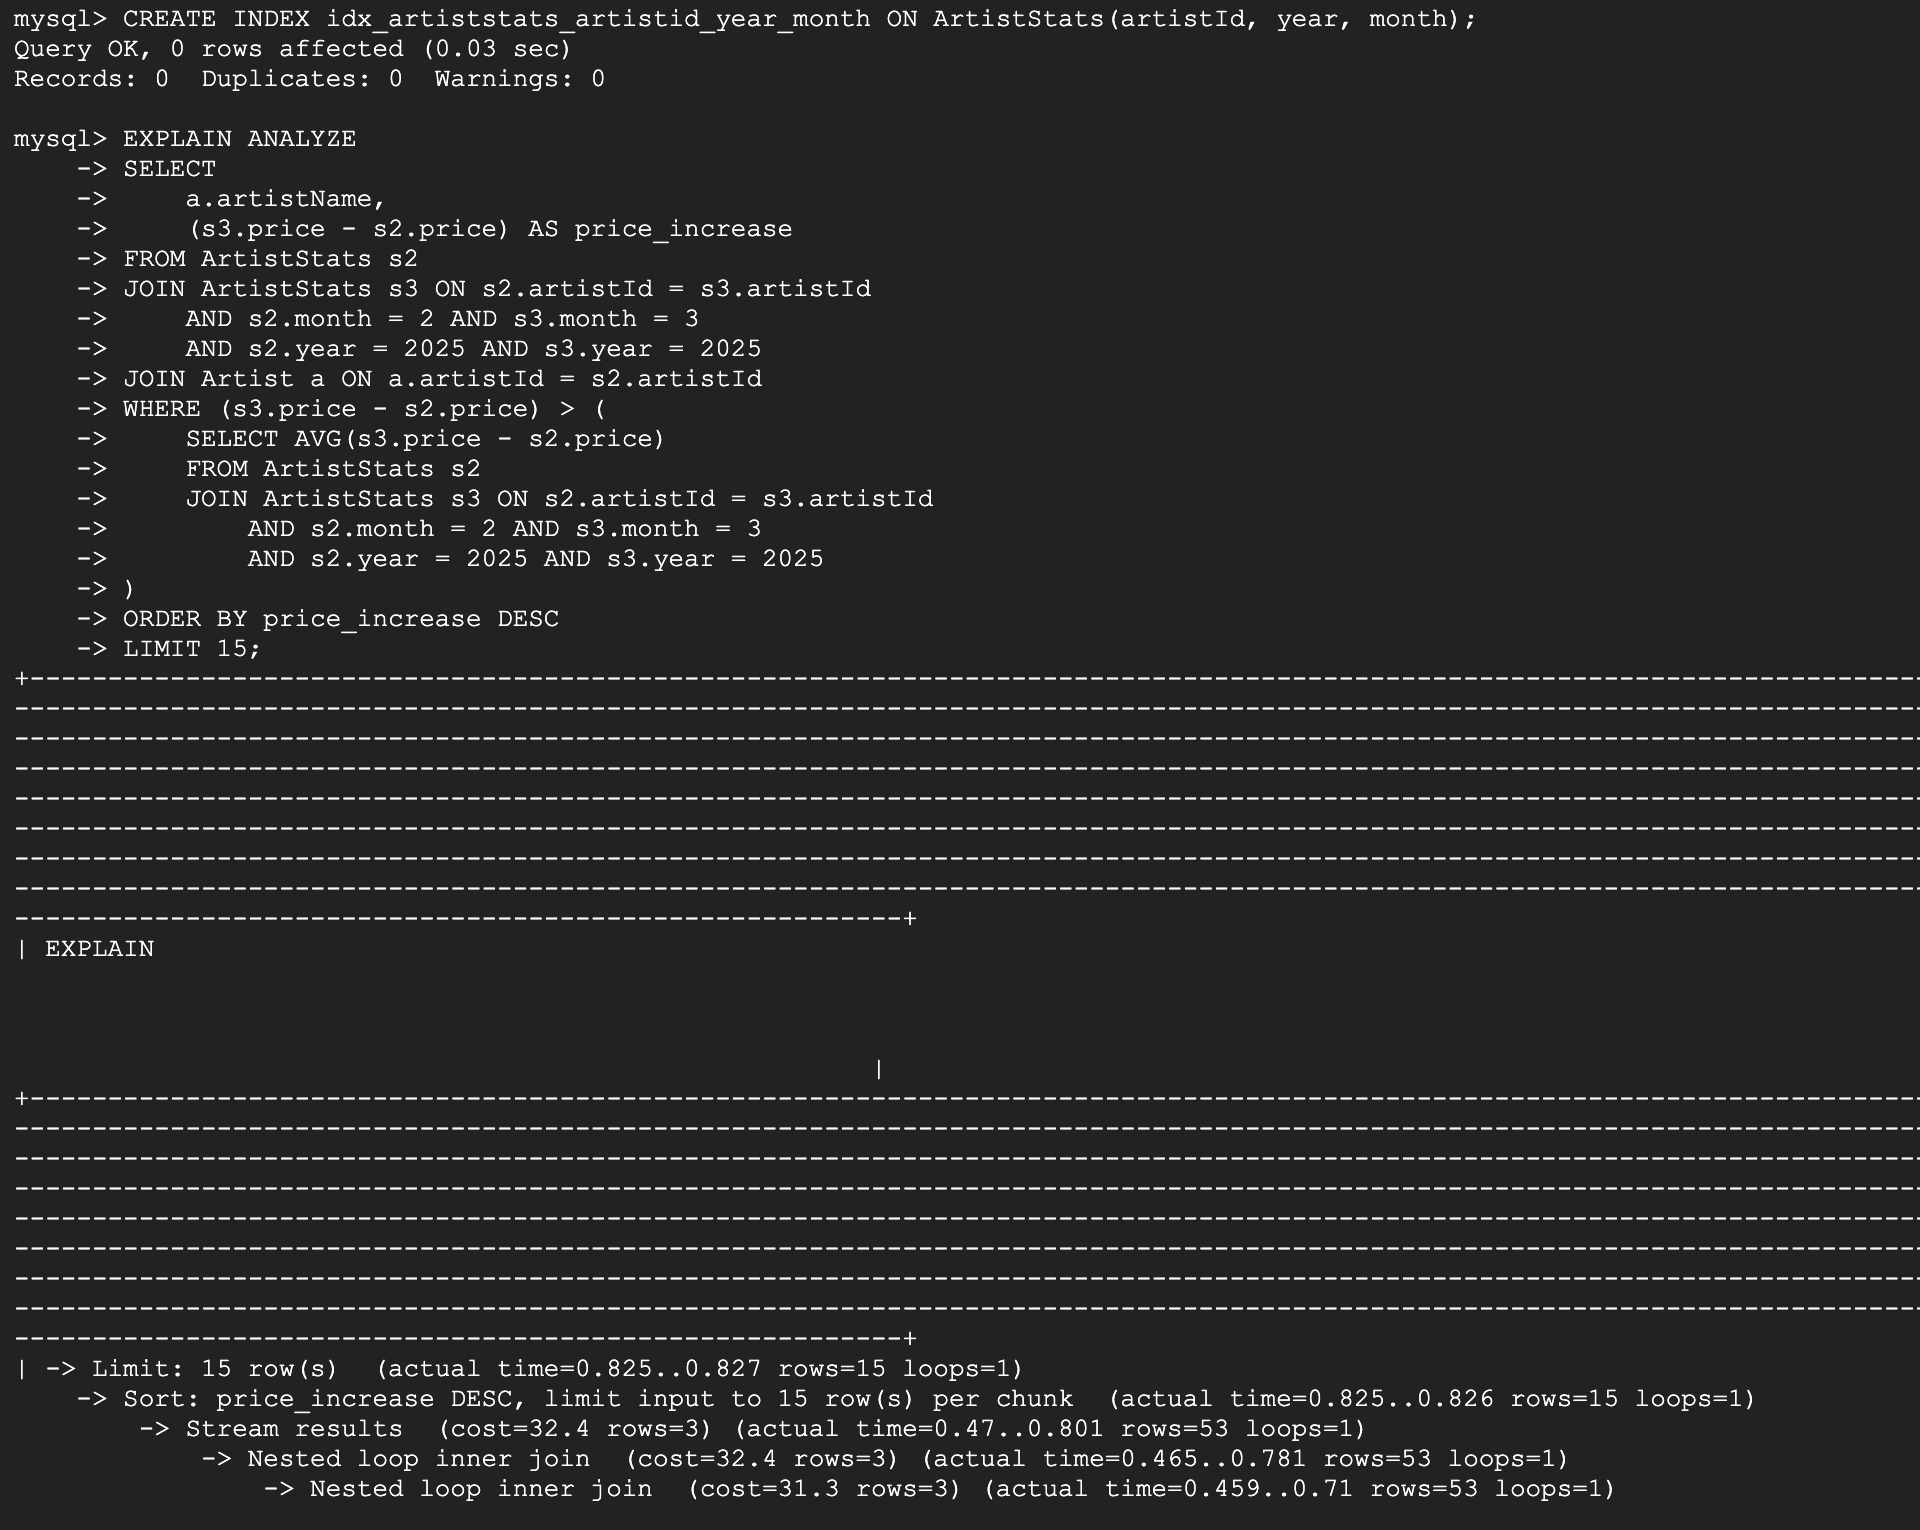 mysql> CREATE INDEX idx_artiststats_artistid_year_month ON ArtistStats(artistId, year, month);
Query OK, 0 rows affected (0.03 sec)
Records: 0  Duplicates: 0  Warnings: 0

mysql> EXPLAIN ANALYZE
    -> SELECT
    ->     a.artistName,
    ->     (s3.price - s2.price) AS price_increase
    -> FROM ArtistStats s2
    -> JOIN ArtistStats s3 ON s2.artistId = s3.artistId
    ->     AND s2.month = 2 AND s3.month = 3
    ->     AND s2.year = 2025 AND s3.year = 2025
    -> JOIN Artist a ON a.artistId = s2.artistId
    -> WHERE (s3.price - s2.price) > (
    ->     SELECT AVG(s3.price - s2.price)
    ->     FROM ArtistStats s2
    ->     JOIN ArtistStats s3 ON s2.artistId = s3.artistId
    ->         AND s2.month = 2 AND s3.month = 3
    ->         AND s2.year = 2025 AND s3.year = 2025
    -> )
    -> ORDER BY price_increase DESC
    -> LIMIT 15;
| EXPLAIN
|
| -> Limit: 15 row(s)  (actual time=0.825..0.827 rows=15 loops=1)
    -> Sort: price_increase DESC, limit input to 15 row(s) per chunk  (actual time=0.825..0.826 rows=15 loops=1)
        -> Stream results  (cost=32.4 rows=3) (actual time=0.47..0.801 rows=53 loops=1)
            -> Nested loop inner join  (cost=32.4 rows=3) (actual time=0.465..0.781 rows=53 loops=1)
                -> Nested loop inner join  (cost=31.3 rows=3) (actual time=0.459..0.71 rows=53 loops=1)